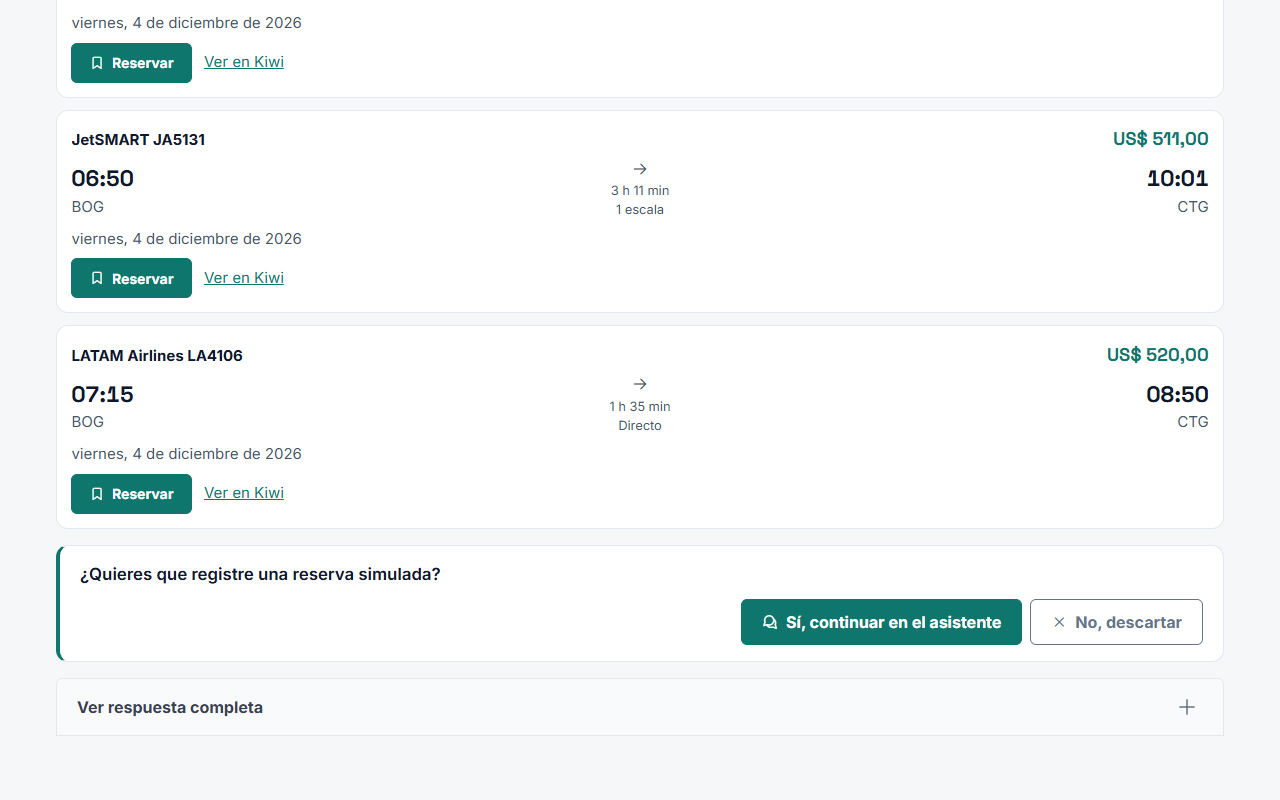 viernes, 4 de diciembre de 2026
Reservar Ver en Kiwi
JetSMART JA5131 US$ 511,00
06:50 10:01
BOG 3 h 11 min CTG
1 escala
viernes, 4 de diciembre de 2026
Reservar Ver en Kiwi
LATAM Airlines LA4106 US$ 520,00
07:15 08:50
BOG 1 h 35 min CTG
Directo
viernes, 4 de diciembre de 2026
Reservar Ver en Kiwi
¿Quieres que registre una reserva simulada?
Sí, continuar en el asistente No, descartar
Ver respuesta completa